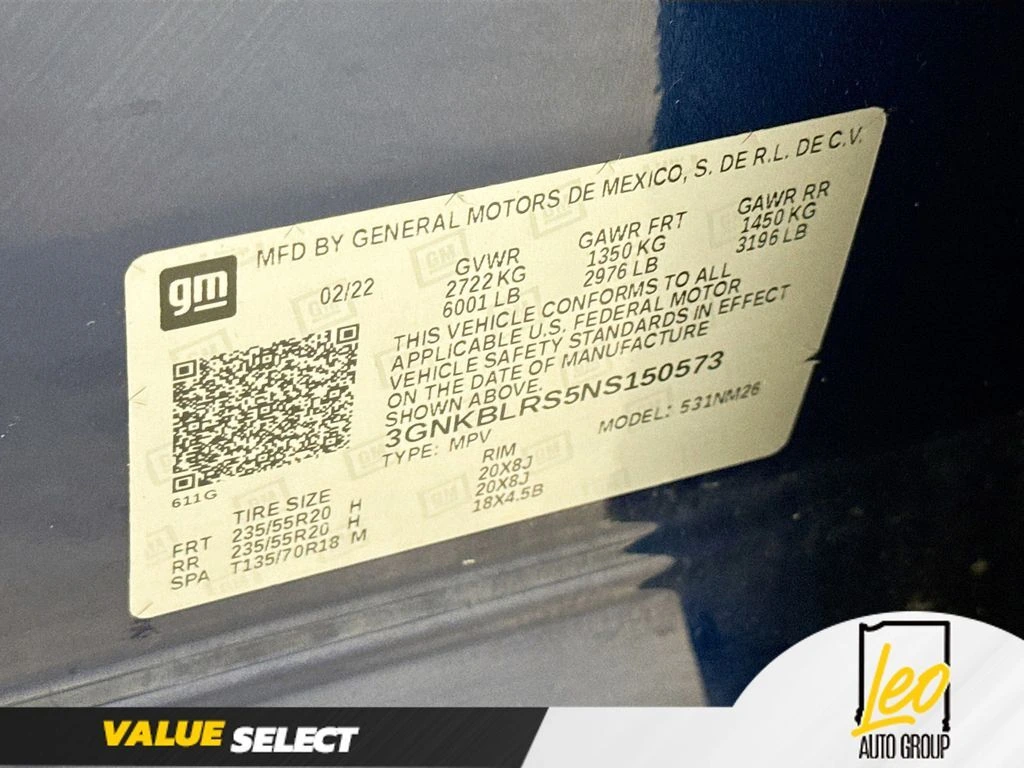 MFD BY GENERAL MOTORS DE MEXICO, S. DE R.L. DE C.V.
gm
02/22
GVWR
2722 KG
6001 LB
GAWR FRT
1350 KG
2976 LB
GAWR RR
1450 KG
3196 LB
THIS VEHICLE CONFORMS TO ALL
APPLICABLE U.S. FEDERAL MOTOR
VEHICLE SAFETY STANDARDS IN EFFECT
ON THE DATE OF MANUFACTURE
SHOWN ABOVE.
3GNKBLRS5NS150573
TYPE: MPV
MODEL: 531NM26
611G
TIRE SIZE
RIM
FRT 235/55R20 H 20X8J
RR 235/55R20 H 20X8J
SPA T135/70R18 M 18X4.5B
VALUE SELECT
Leo
AUTO GROUP